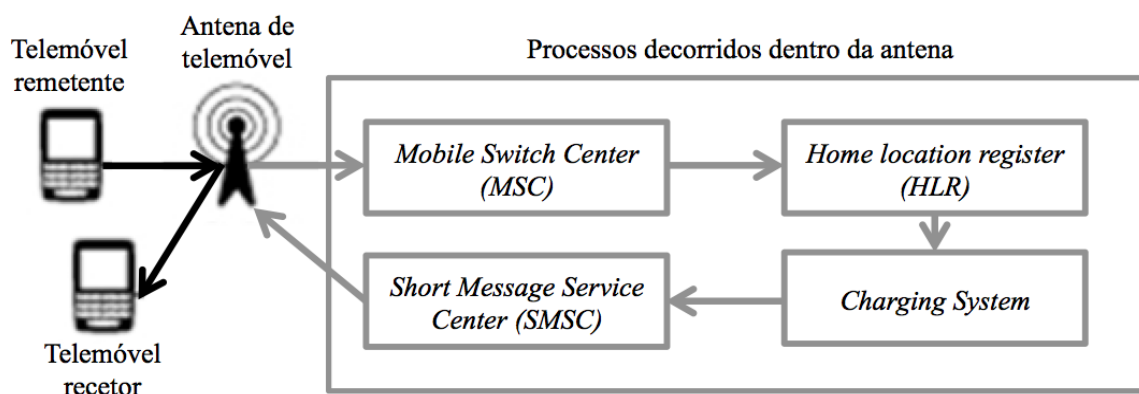 Telemóvel
remetente
Antena de
telemóvel
Processos decorridos dentro da antena
Mobile Switch Center
(MSC)
Home location register
(HLR)
Short Message Service
Center (SMSC)
Charging System
Telemóvel
recetor